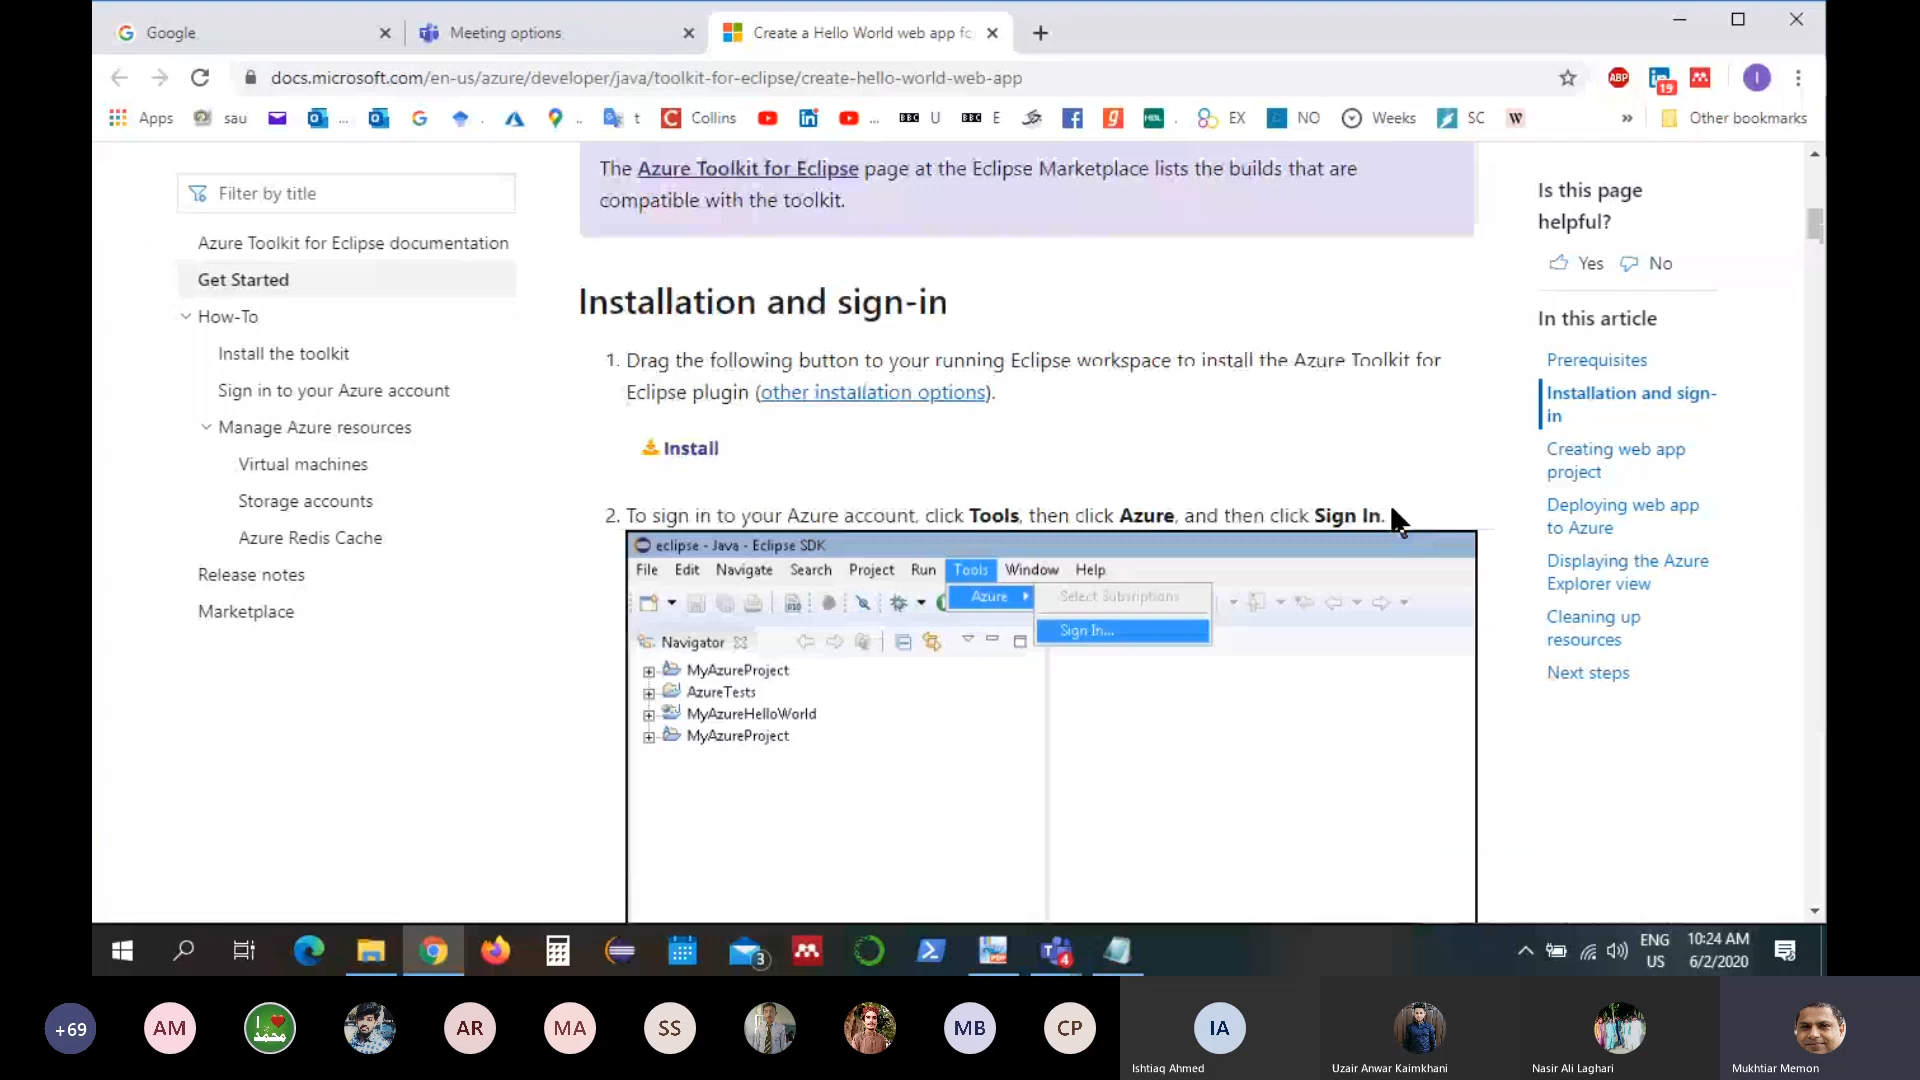 Google
Meeting options
Create a Hello World web app fo
docs.microsoft.com/en-us/azure/developer/java/toolkit-for-eclipse/create-hello-world-web-app
ABP
19
I
Apps
sau
...
t
Collins
...
BBC U
BBC E
HBL
EX
NO
Weeks
SC
W
»
Other bookmarks
Filter by title
Azure Toolkit for Eclipse documentation
Get Started
How-To
Install the toolkit
Sign in to your Azure account
Manage Azure resources
Virtual machines
Storage accounts
Azure Redis Cache
Release notes
Marketplace
The Azure Toolkit for Eclipse page at the Eclipse Marketplace lists the builds that are
compatible with the toolkit.
Installation and sign-in
1. Drag the following button to your running Eclipse workspace to install the Azure Toolkit for
Eclipse plugin (other installation options).
Install
2. To sign in to your Azure account, click Tools, then click Azure, and then click Sign In.
eclipse - Java - Eclipse SDK
File Edit Navigate Search Project Run Tools Window Help
Azure
Select Subsriptions
Sign In...
Navigator
MyAzureProject
AzureTests
MyAzureHelloWorld
MyAzureProject
Is this page
helpful?
Yes No
In this article
Prerequisites
Installation and sign-
in
Creating web app
project
Deploying web app
to Azure
Displaying the Azure
Explorer view
Cleaning up
resources
Next steps
3
4
ENG
US
10:24 AM
6/2/2020
+69
AM
AR
MA
SS
MB
CP
IA
Ishtiaq Ahmed
Uzair Anwar Kaimkhani
Nasir Ali Laghari
Mukhtiar Memon